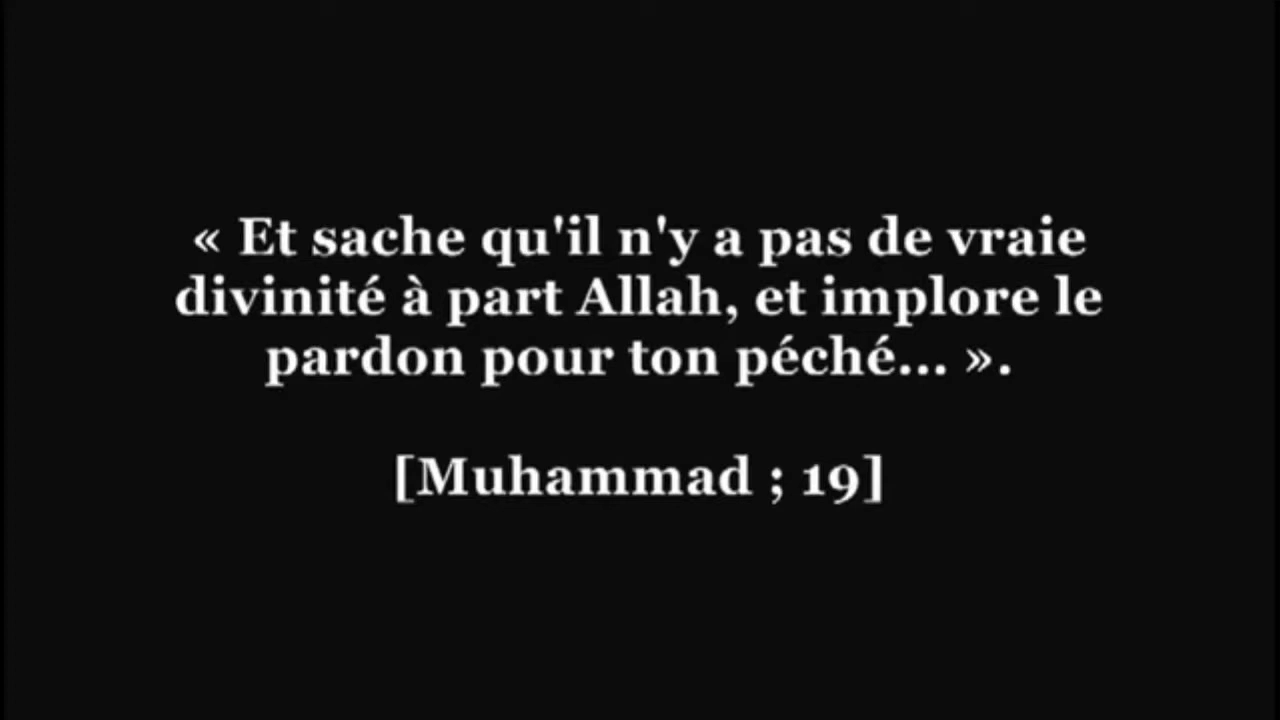 « Et sache qu'il n'y a pas de vraie
divinité à part Allah, et implore le
pardon pour ton péché... ».
[Muhammad ; 19]